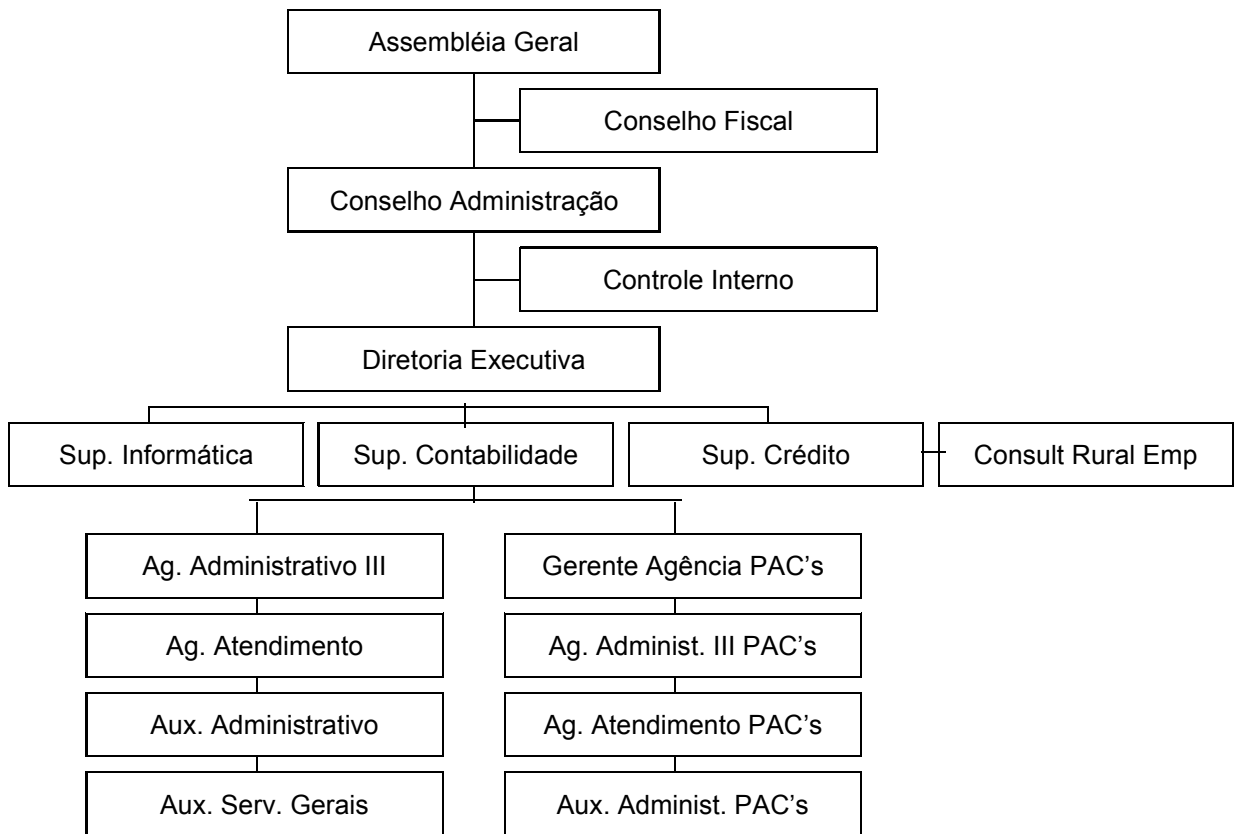 Assembléia Geral
Conselho Fiscal
Conselho Administração
Controle Interno
Diretoria Executiva
Sup. Informática
Sup. Contabilidade
Sup. Crédito
Consult Rural Emp
Ag. Administrativo III
Gerente Agência PAC’s
Ag. Atendimento
Ag. Administ. III PAC’s
Aux. Administrativo
Ag. Atendimento PAC’s
Aux. Serv. Gerais
Aux. Administ. PAC’s